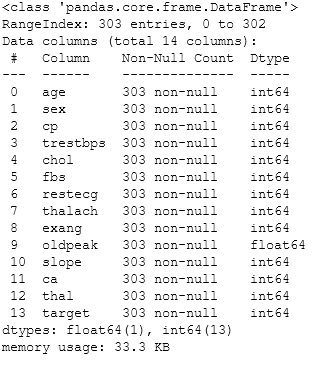 <class 'pandas.core.frame.DataFrame'>
RangeIndex: 303 entries, 0 to 302
Data columns (total 14 columns):
 #   Column    Non-Null Count  Dtype
---  ------    --------------  -----
 0   age       303 non-null    int64
 1   sex       303 non-null    int64
 2   cp        303 non-null    int64
 3   trestbps  303 non-null    int64
 4   chol      303 non-null    int64
 5   fbs       303 non-null    int64
 6   restecg   303 non-null    int64
 7   thalach   303 non-null    int64
 8   exang     303 non-null    int64
 9   oldpeak   303 non-null    float64
 10  slope     303 non-null    int64
 11  ca        303 non-null    int64
 12  thal      303 non-null    int64
 13  target    303 non-null    int64
dtypes: float64(1), int64(13)
memory usage: 33.3 KB